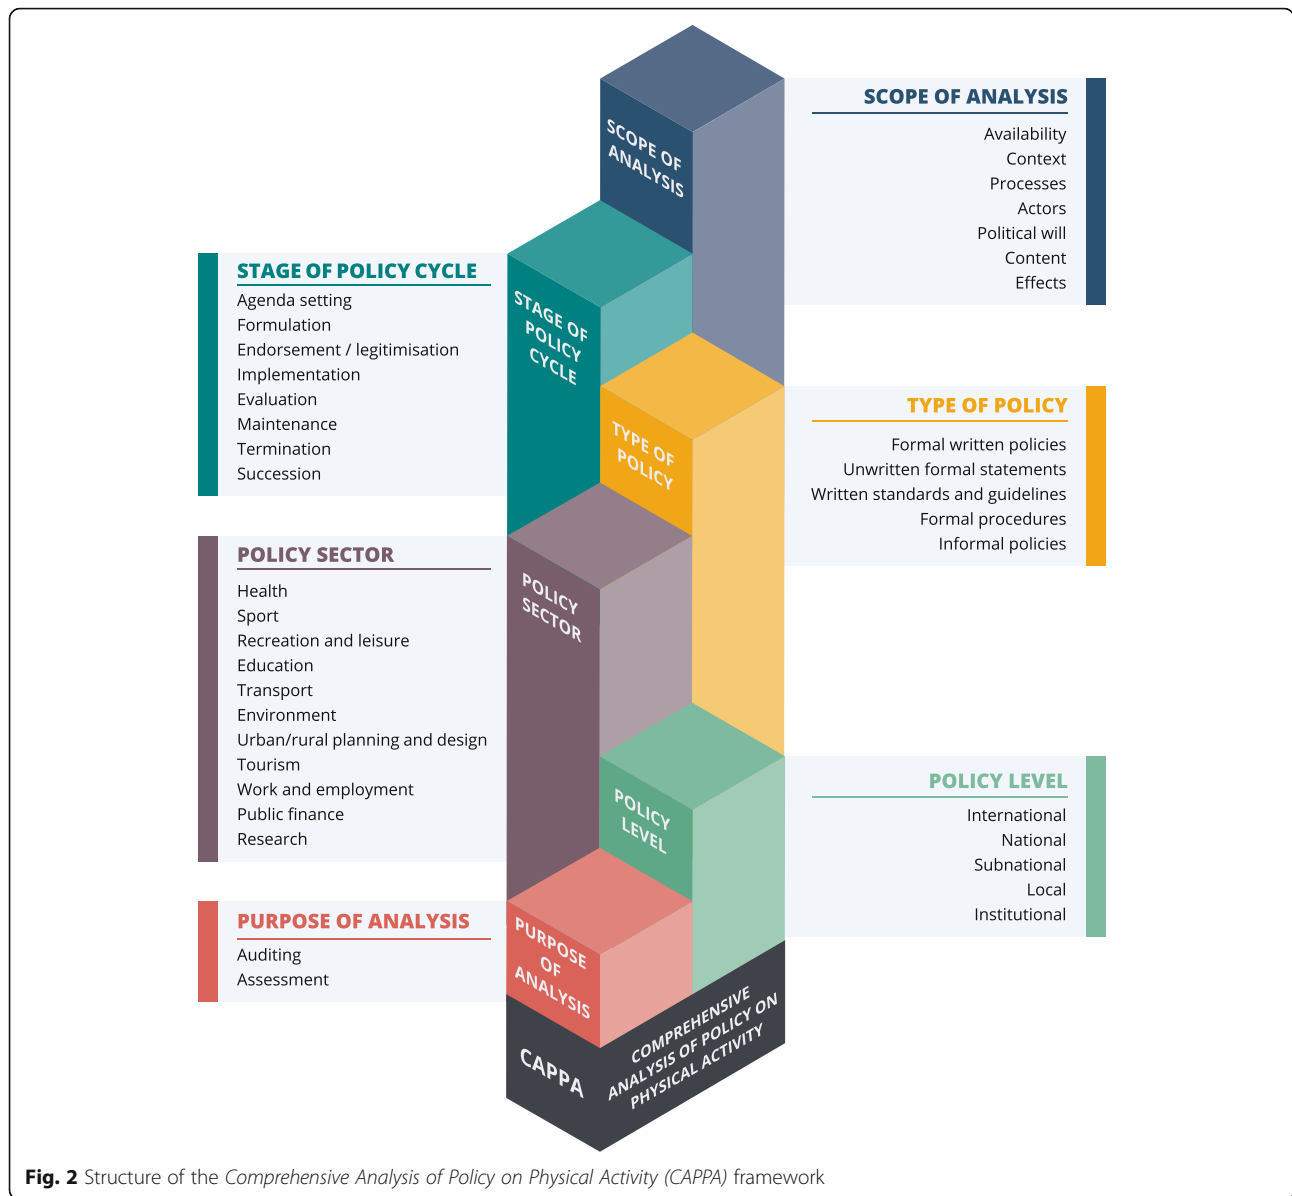 SCOPE OF ANALYSIS
Availability
Context
Processes
Actors
Political will
Content
Effects
SCOPE OF
ANALYSIS
STAGE OF POLICY CYCLE
Agenda setting
Formulation
Endorsement / legitimisation
Implementation
Evaluation
Maintenance
Termination
Succession
STAGE OF
POLICY
CYCLE
TYPE OF POLICY
Formal written policies
Unwritten formal statements
Written standards and guidelines
Formal procedures
Informal policies
TYPE OF
POLICY
POLICY SECTOR
Health
Sport
Recreation and leisure
Education
Transport
Environment
Urban/rural planning and design
Tourism
Work and employment
Public finance
Research
POLICY
SECTOR
POLICY LEVEL
International
National
Subnational
Local
Institutional
POLICY
LEVEL
PURPOSE OF ANALYSIS
Auditing
Assessment
PURPOSE
OF
ANALYSIS
CAPPA
COMPREHENSIVE
ANALYSIS OF POLICY ON
PHYSICAL ACTIVITY
Fig. 2 Structure of the Comprehensive Analysis of Policy on Physical Activity (CAPPA) framework